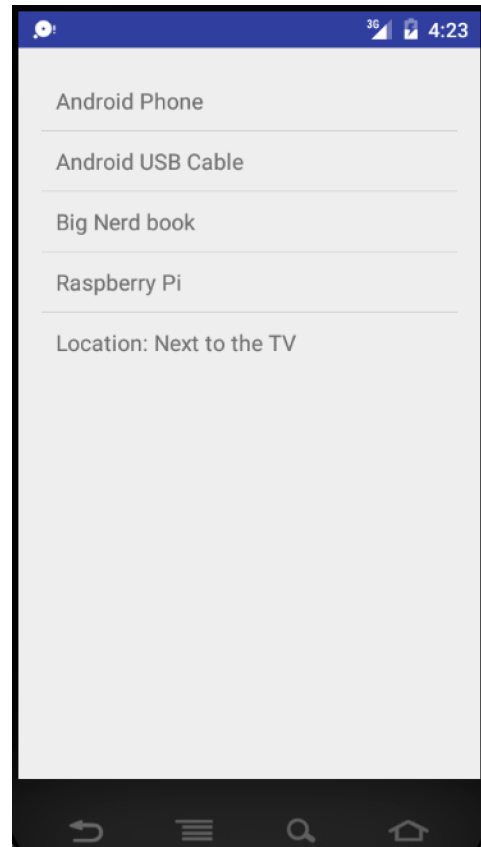 3G 4:23
Android Phone
Android USB Cable
Big Nerd book
Raspberry Pi
Location: Next to the TV